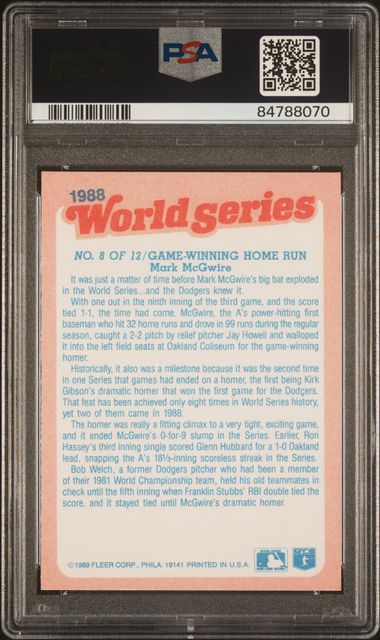 PSA
84788070
1988
World Series
NO. 8 OF 12/GAME-WINNING HOME RUN
Mark McGwire
It was just a matter of time before Mark McGwire's big bat exploded
in the World Series...and the Dodgers knew it.
With one out in the ninth inning of the third game, and the score
tied 1-1, the time had come. McGwire, the A's power-hitting first
baseman who hit 32 home runs and drove in 99 runs during the regular
season, caught a 2-2 pitch by relief pitcher Jay Howell and walloped
it into the left field seats at Oakland Coliseum for the game-winning
homer.
Historically, it also was a milestone because it was the second time
in one Series that games had ended on a homer, the first being Kirk
Gibson's dramatic homer that won the first game for the Dodgers.
That feat has been achieved only eight times in World Series history,
yet two of them came in 1988.
The homer was really a fitting climax to a very tight, exciting game,
and it ended McGwire's 0-for-9 slump in the Series. Earlier, Ron
Hassey's third inning single scored Glenn Hubbard for a 1-0 Oakland
lead, snapping the A's 18½-inning scoreless streak in the Series.
Bob Welch, a former Dodgers pitcher who had been a member
of their 1981 World Championship team, held his old teammates in
check until the fifth inning when Franklin Stubbs' RBI double tied the
score, and it stayed tied until McGwire's dramatic homer.
©1989 FLEER CORP., PHILA. 19141 PRINTED IN U.S.A.